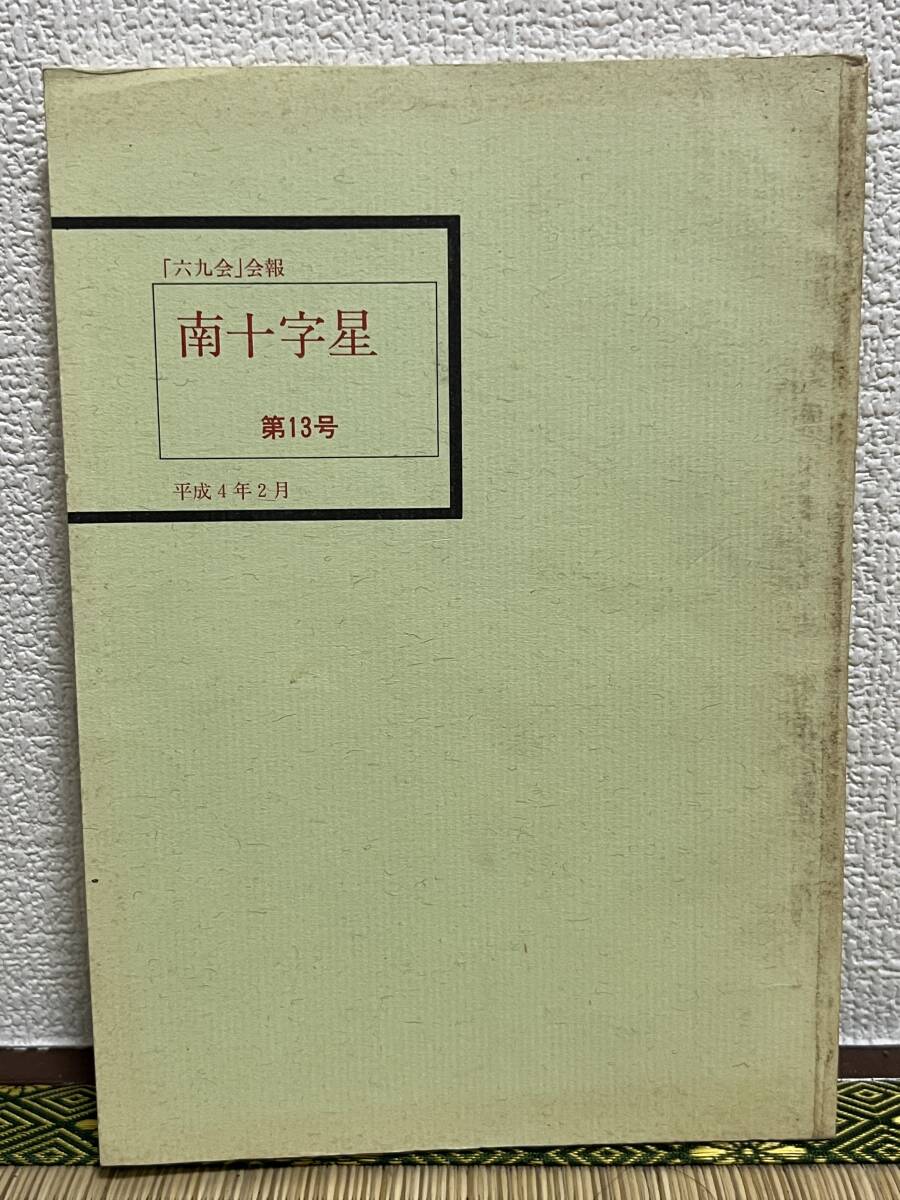 「六九会」会報
南十字星
第13号
平成4年2月